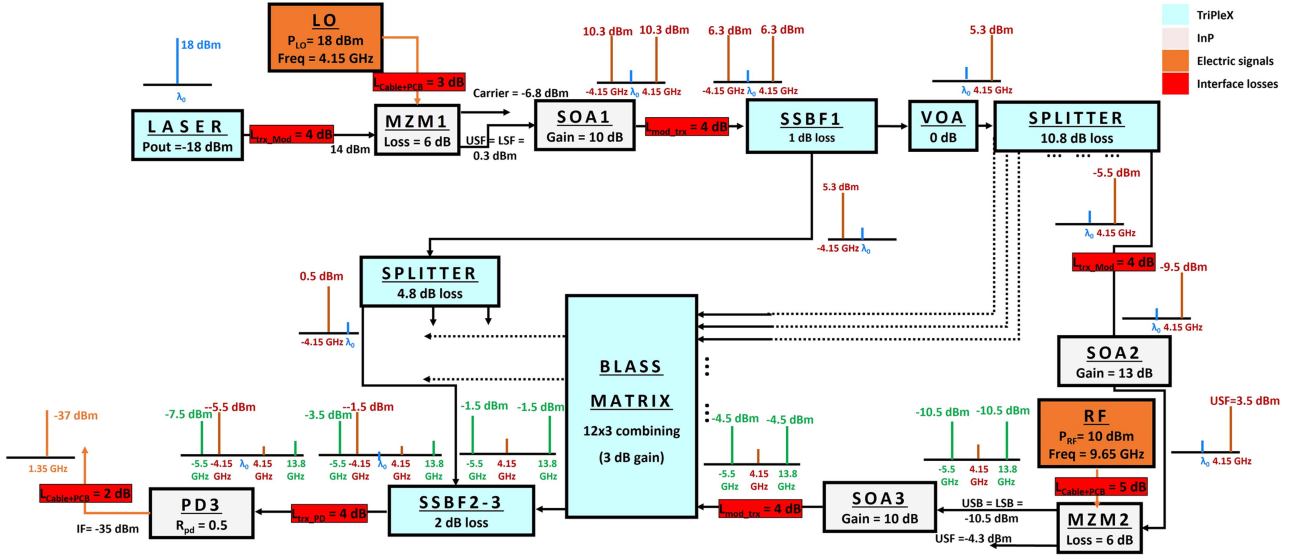 LO
P_LO= 18 dBm
Freq = 4.15 GHz
L_Cable+PCB = 3 dB
18 dBm
λ₀
LASER
Pout =-18 dBm
L_trx_Mod = 4 dB
14 dBm
MZM1
Loss = 6 dB
Carrier = -6.8 dBm
USF = LSF =
0.3 dBm
10.3 dBm 10.3 dBm
-4.15 GHz λ₀ 4.15 GHz
SOA1
Gain = 10 dB
L_mod_trx = 4 dB
6.3 dBm 6.3 dBm
-4.15 GHz λ₀ 4.15 GHz
SSBF1
1 dB loss
5.3 dBm
λ₀ 4.15 GHz
VOA
0 dB
SPLITTER
10.8 dB loss
... ... ...
TriPleX
InP
Electric signals
Interface losses
-5.5 dBm
λ₀ 4.15 GHz
L_trx_Mod = 4 dB
-9.5 dBm
λ₀ 4.15 GHz
SOA2
Gain = 13 dB
5.3 dBm
-4.15 GHz λ₀
SPLITTER
4.8 dB loss
0.5 dBm
-4.15 GHz λ₀
BLASS
MATRIX
12x3 combining
(3 dB gain)
RF
P_RF= 10 dBm
Freq = 9.65 GHz
L_Cable+PCB = 5 dB
USF=3.5 dBm
λ₀ 4.15 GHz
MZM2
Loss = 6 dB
USB = LSB =
-10.5 dBm
USF = -4.3 dBm
-10.5 dBm -10.5 dBm
-5.5 GHz 4.15 GHz 13.8 GHz
SOA3
Gain = 10 dB
L_mod_trx = 4 dB
-4.5 dBm -4.5 dBm
-5.5 GHz 4.15 GHz 13.8 GHz
-1.5 dBm -1.5 dBm
-5.5 GHz 4.15 GHz 13.8 GHz
SSBF2-3
2 dB loss
-3.5 dBm --1.5 dBm
-5.5 GHz -4.15 GHz λ₀ 4.15 GHz 13.8 GHz
L_trx_PD = 4 dB
-7.5 dBm --5.5 dBm
-5.5 GHz -4.15 GHz λ₀ 4.15 GHz 13.8 GHz
PD3
R_pd = 0.5
IF= -35 dBm
L_Cable+PCB = 2 dB
-37 dBm
1.35 GHz